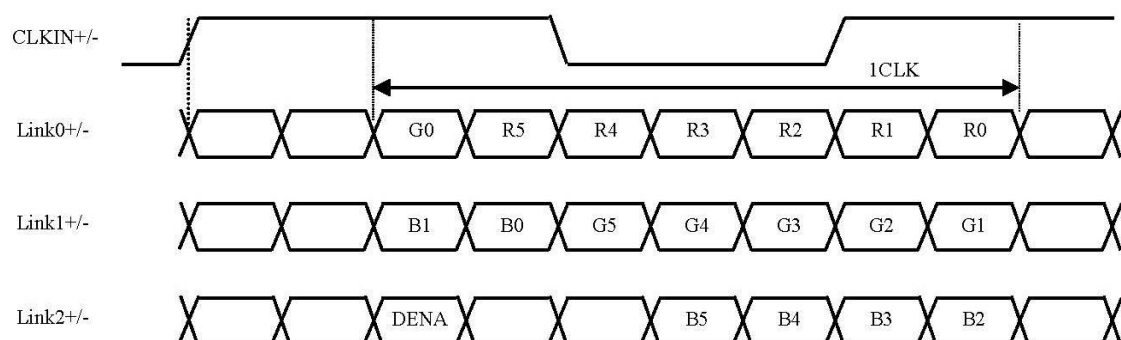 CLKIN+/-
1CLK
Link0+/- G0 R5 R4 R3 R2 R1 R0
Link1+/- B1 B0 G5 G4 G3 G2 G1
Link2+/- DENA B5 B4 B3 B2